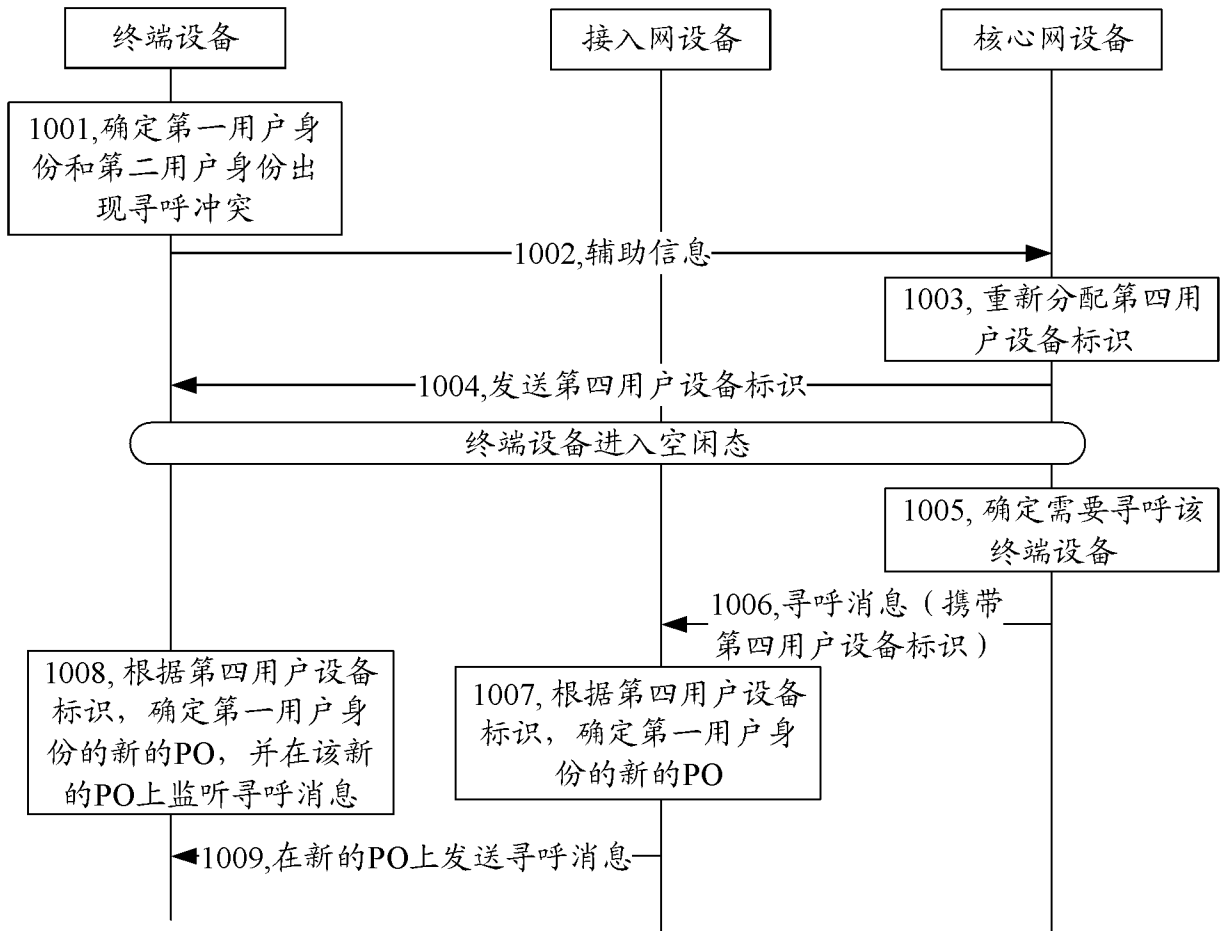 终端设备
接入网设备
核心网设备
1001,确定第一用户身
份和第二用户身份出
现寻呼冲突
1002,辅助信息
1003, 重新分配第四用
户设备标识
1004,发送第四用户设备标识
终端设备进入空闲态
1005, 确定需要寻呼该
终端设备
1006,寻呼消息（携带
第四用户设备标识）
1008, 根据第四用户设备
标识，确定第一用户身
份的新的PO，并在该新
的PO上监听寻呼消息
1007, 根据第四用户设备
标识，确定第一用户身
份的新的PO
1009,在新的PO上发送寻呼消息